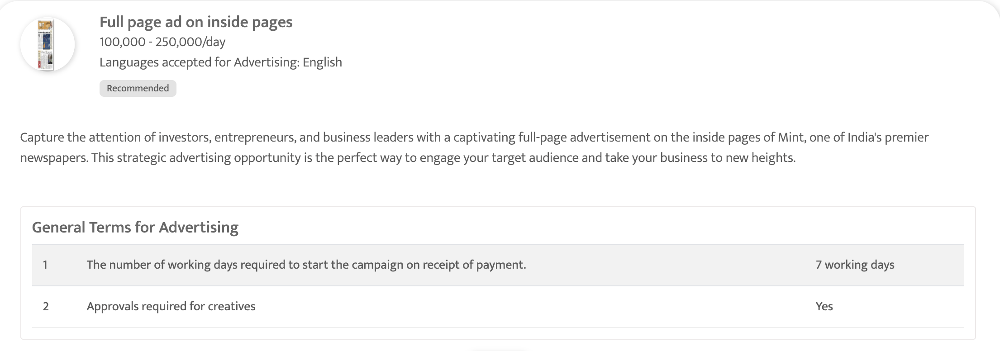 Full page ad on inside pages
100,000 - 250,000/day
Languages accepted for Advertising: English
Recommended
Capture the attention of investors, entrepreneurs, and business leaders with a captivating full-page advertisement on the inside pages of Mint, one of India's premier
newspapers. This strategic advertising opportunity is the perfect way to engage your target audience and take your business to new heights.
General Terms for Advertising
1 The number of working days required to start the campaign on receipt of payment. 7 working days
2 Approvals required for creatives Yes